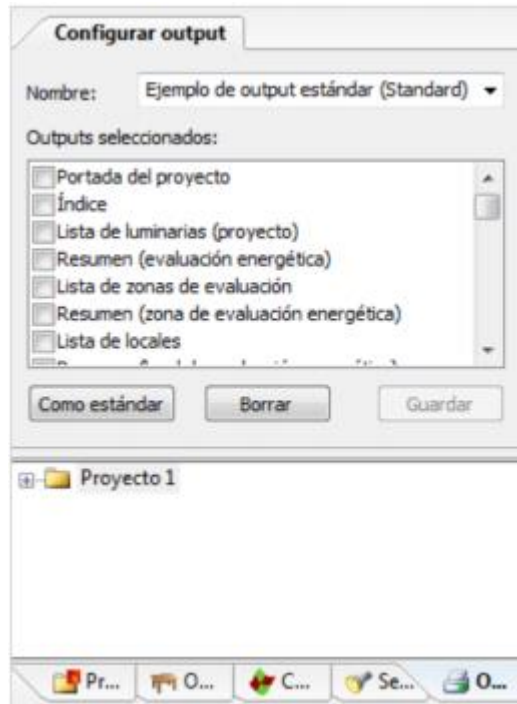 Configurar output
Nombre: Ejemplo de output estándar (Standard)
Outputs seleccionados:
Portada del proyecto
Índice
Lista de luminarias (proyecto)
Resumen (evaluación energética)
Lista de zonas de evaluación
Resumen (zona de evaluación energética)
Lista de locales
Como estándar Borrar Guardar
Proyecto 1
Pr... O... C... Se... O...